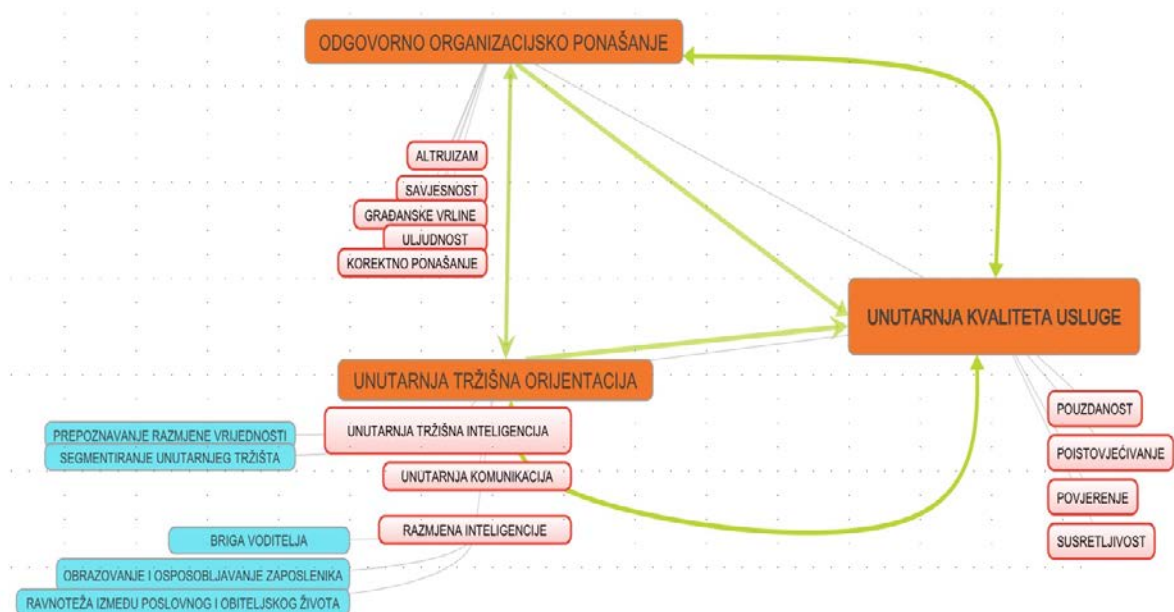 ODGOVORNO ORGANIZACIJSKO PONAŠANJE
ALTRUIZAM
SAVJESNOST
GRAĐANSKE VRLINE
ULJUDNOST
KOREKTNO PONAŠANJE
UNUTARNJA KVALITETA USLUGE
UNUTARNJA TRŽIŠNA ORIJENTACIJA
UNUTARNJA TRŽIŠNA INTELIGENCIJA
PREPOZNAVANJE RAZMJENE VRIJEDNOSTI
SEGMENTIRANJE UNUTARNJEG TRŽIŠTA
UNUTARNJA KOMUNIKACIJA
RAZMJENA INTELIGENCIJE
BRIGA VODITELJA
OBRAZOVANJE I OSPOSOBLJAVANJE ZAPOSLENIKA
RAVNOTEŽA IZMEĐU POSLOVNOG I OBITELJSKOG ŽIVOTA
POUZDANOST
POISTOVJEĆIVANJE
POVJERENJE
SUSRETLJIVOST